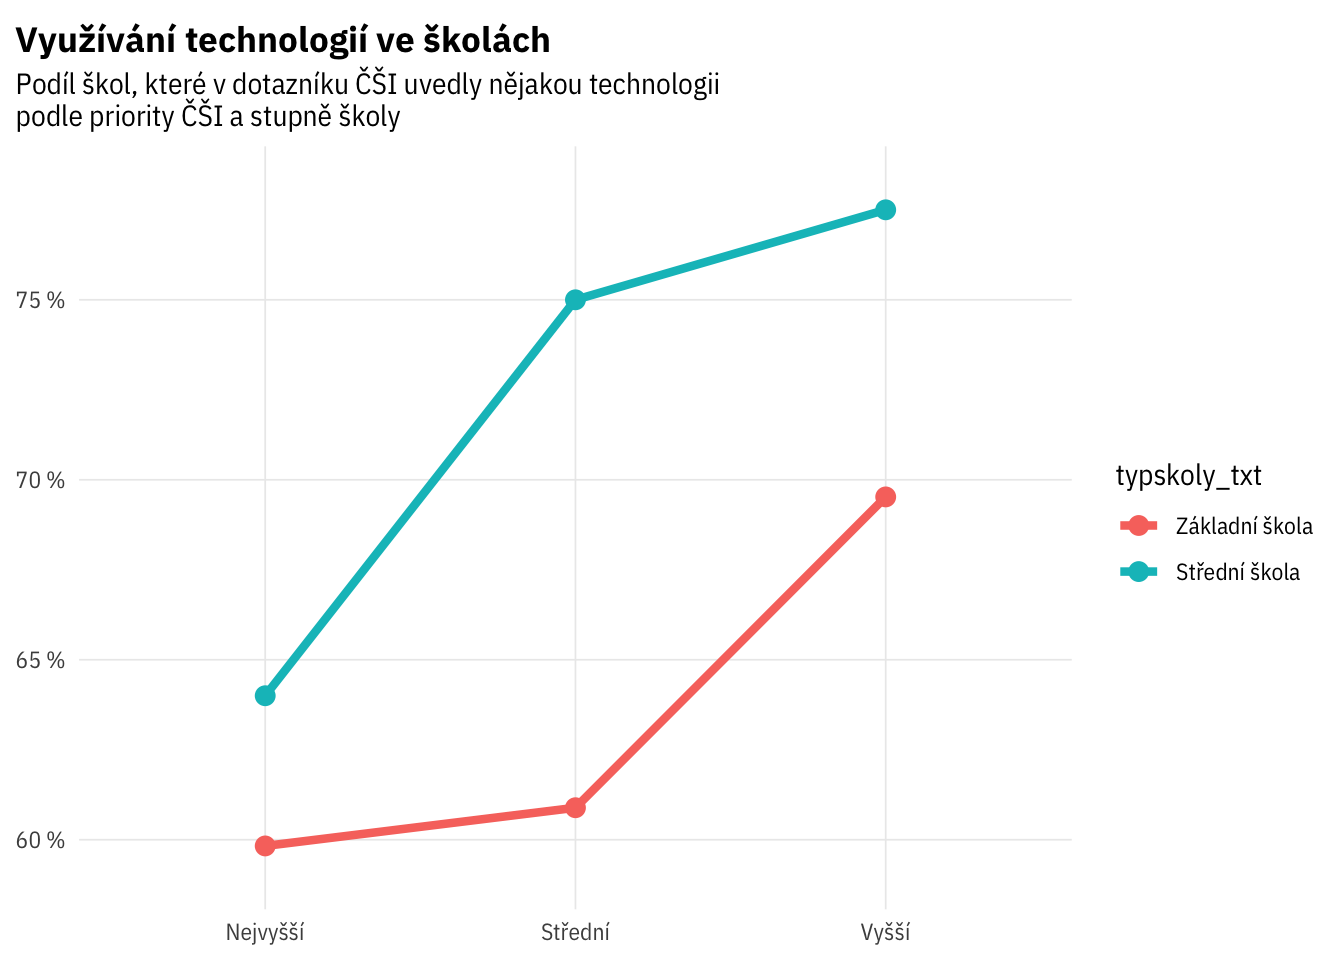 Využívání technologií ve školách
Podíl škol, které v dotazníku ČŠI uvedly nějakou technologii
podle priority ČŠI a stupně školy
75 %
70 %
65 %
60 %
Nejvyšší
Střední
Vyšší
typskoly_txt
Základní škola
Střední škola